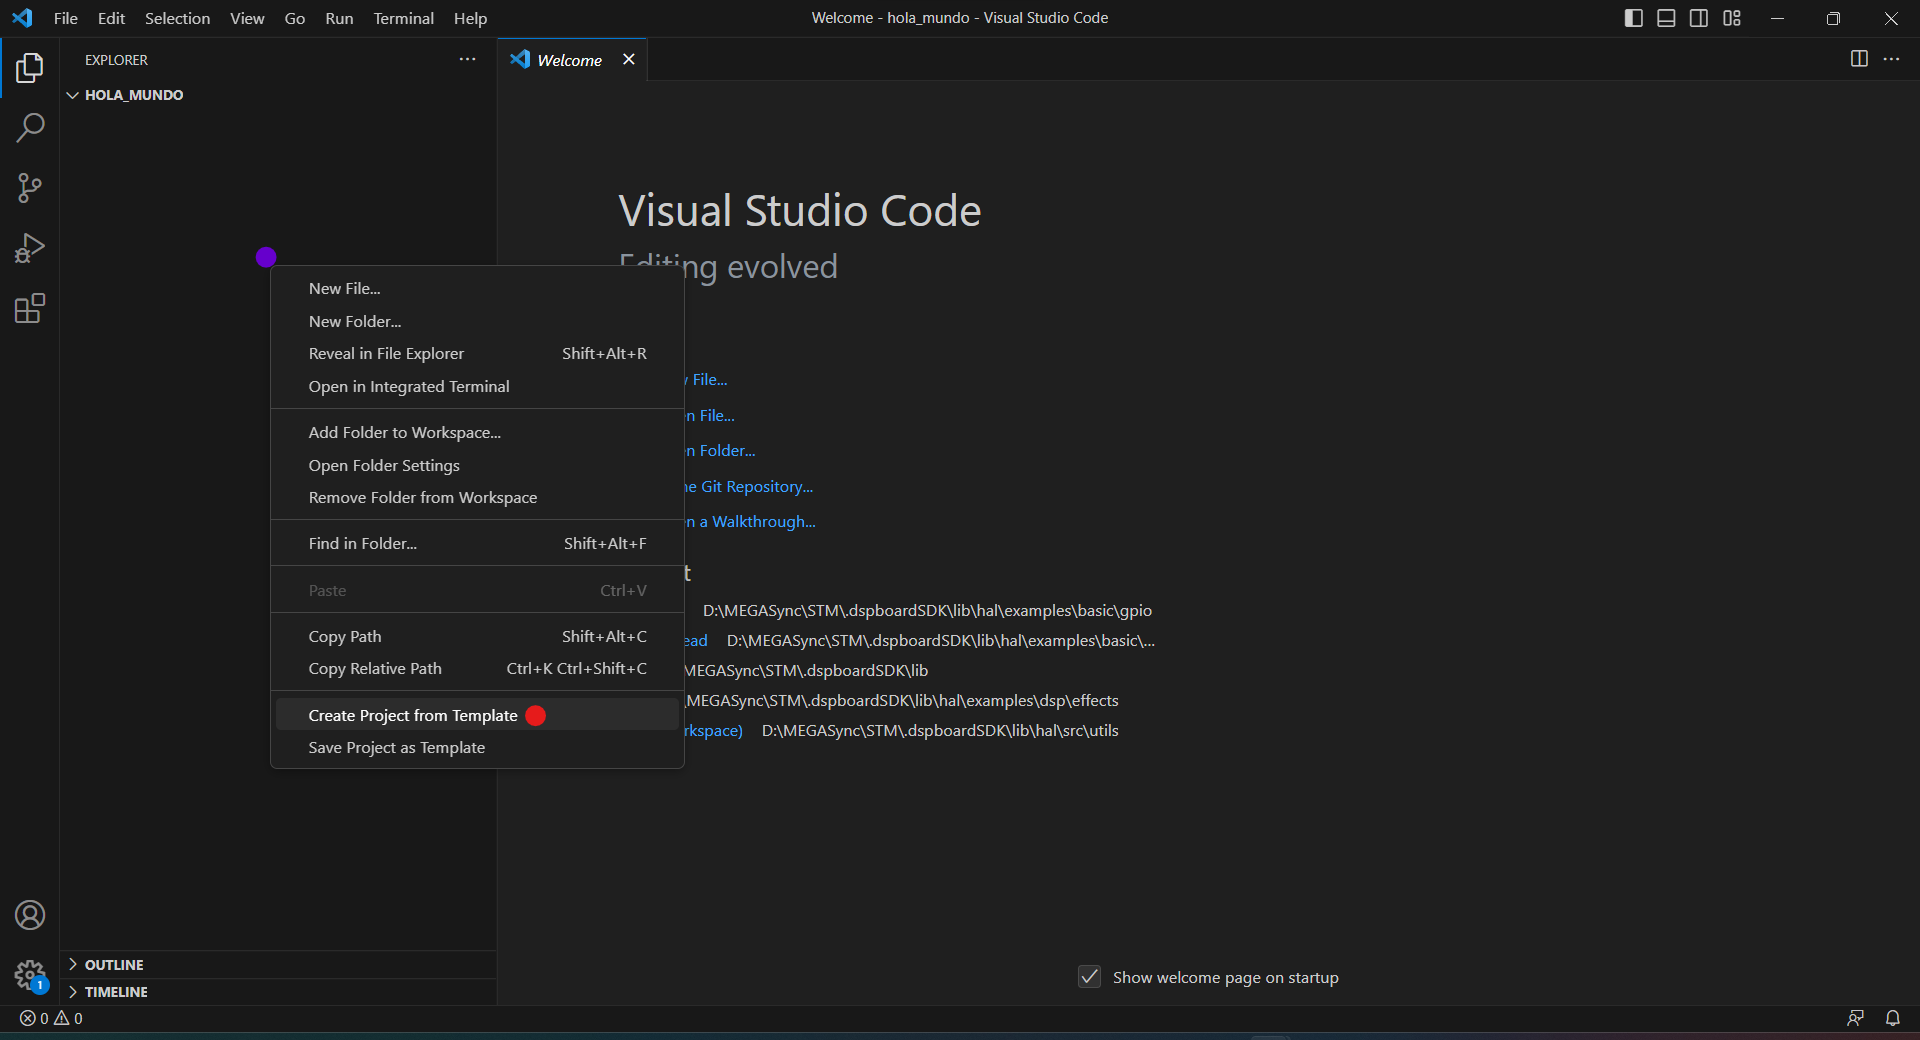 File Edit Selection View Go Run Terminal Help
Welcome - hola_mundo - Visual Studio Code
EXPLORER
Welcome
HOLA_MUNDO
Visual Studio Code
Editing evolved
New File...
New Folder...
Reveal in File Explorer Shift+Alt+R
Open in Integrated Terminal
Add Folder to Workspace...
Open Folder Settings
Remove Folder from Workspace
Find in Folder... Shift+Alt+F
Paste Ctrl+V
Copy Path Shift+Alt+C
Copy Relative Path Ctrl+K Ctrl+Shift+C
Create Project from Template
Save Project as Template
File...
File...
Folder...
Git Repository...
a Walkthrough...
D:\MEGASync\STM\.dspboardSDK\lib\hal\examples\basic\gpio
D:\MEGASync\STM\.dspboardSDK\lib\hal\examples\basic\...
MEGASync\STM\.dspboardSDK\lib
\MEGASync\STM\.dspboardSDK\lib\hal\examples\dsp\effects
D:\MEGASync\STM\.dspboardSDK\lib\hal\src\utils
Show welcome page on startup
OUTLINE
1
TIMELINE
0 0